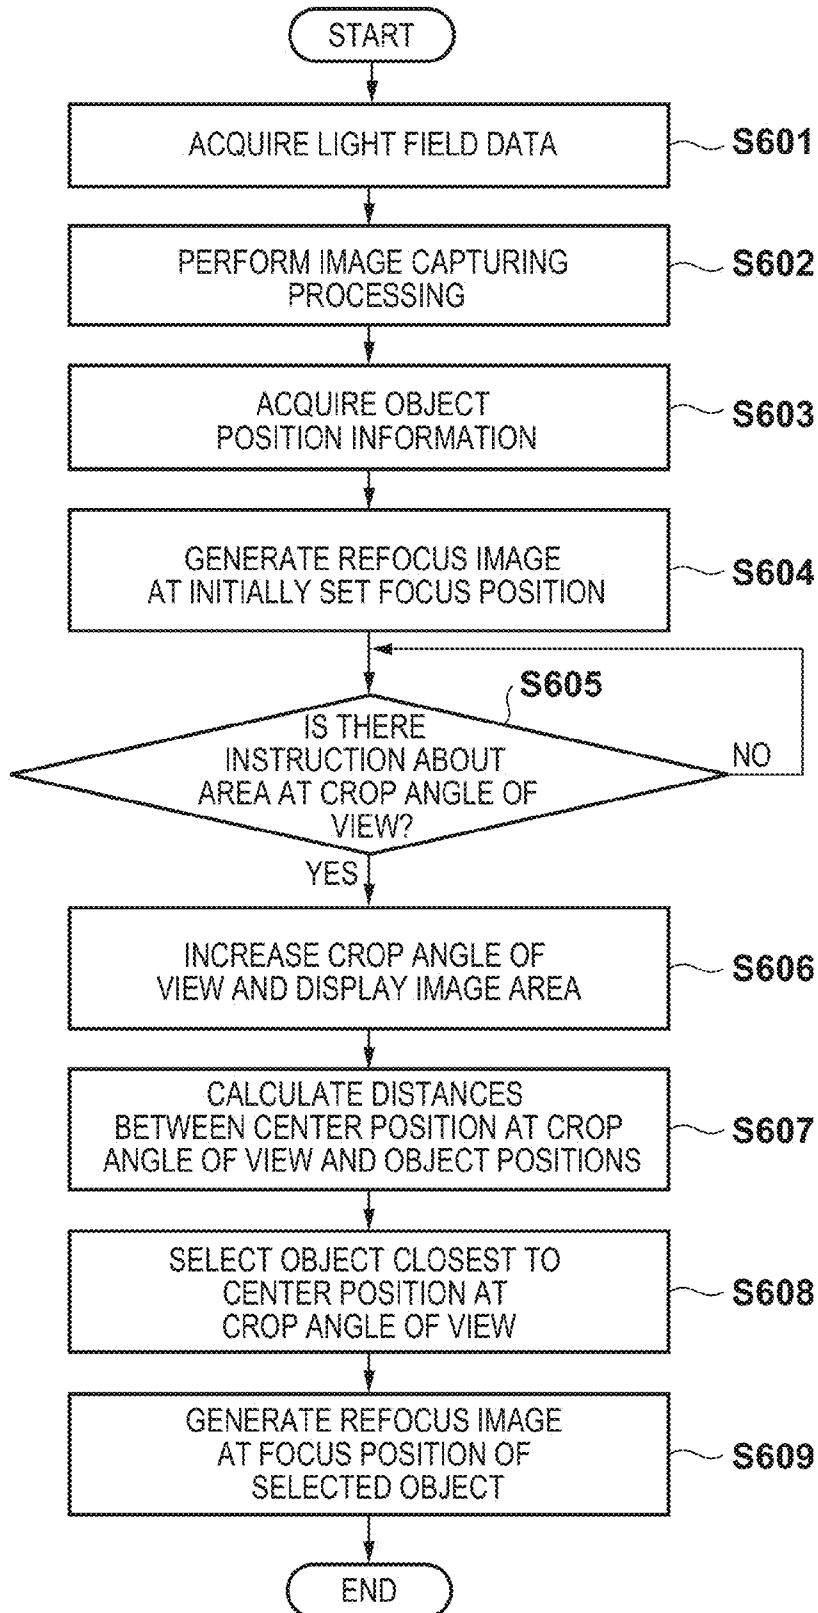 START
ACQUIRE LIGHT FIELD DATA
S601
PERFORM IMAGE CAPTURING
PROCESSING
S602
ACQUIRE OBJECT
POSITION INFORMATION
S603
GENERATE REFOCUS IMAGE
AT INITIALLY SET FOCUS POSITION
S604
S605
IS THERE
INSTRUCTION ABOUT
AREA AT CROP ANGLE OF
VIEW?
NO
YES
INCREASE CROP ANGLE OF
VIEW AND DISPLAY IMAGE AREA
S606
CALCULATE DISTANCES
BETWEEN CENTER POSITION AT CROP
ANGLE OF VIEW AND OBJECT POSITIONS
S607
SELECT OBJECT CLOSEST TO
CENTER POSITION AT
CROP ANGLE OF VIEW
S608
GENERATE REFOCUS IMAGE
AT FOCUS POSITION OF
SELECTED OBJECT
S609
END